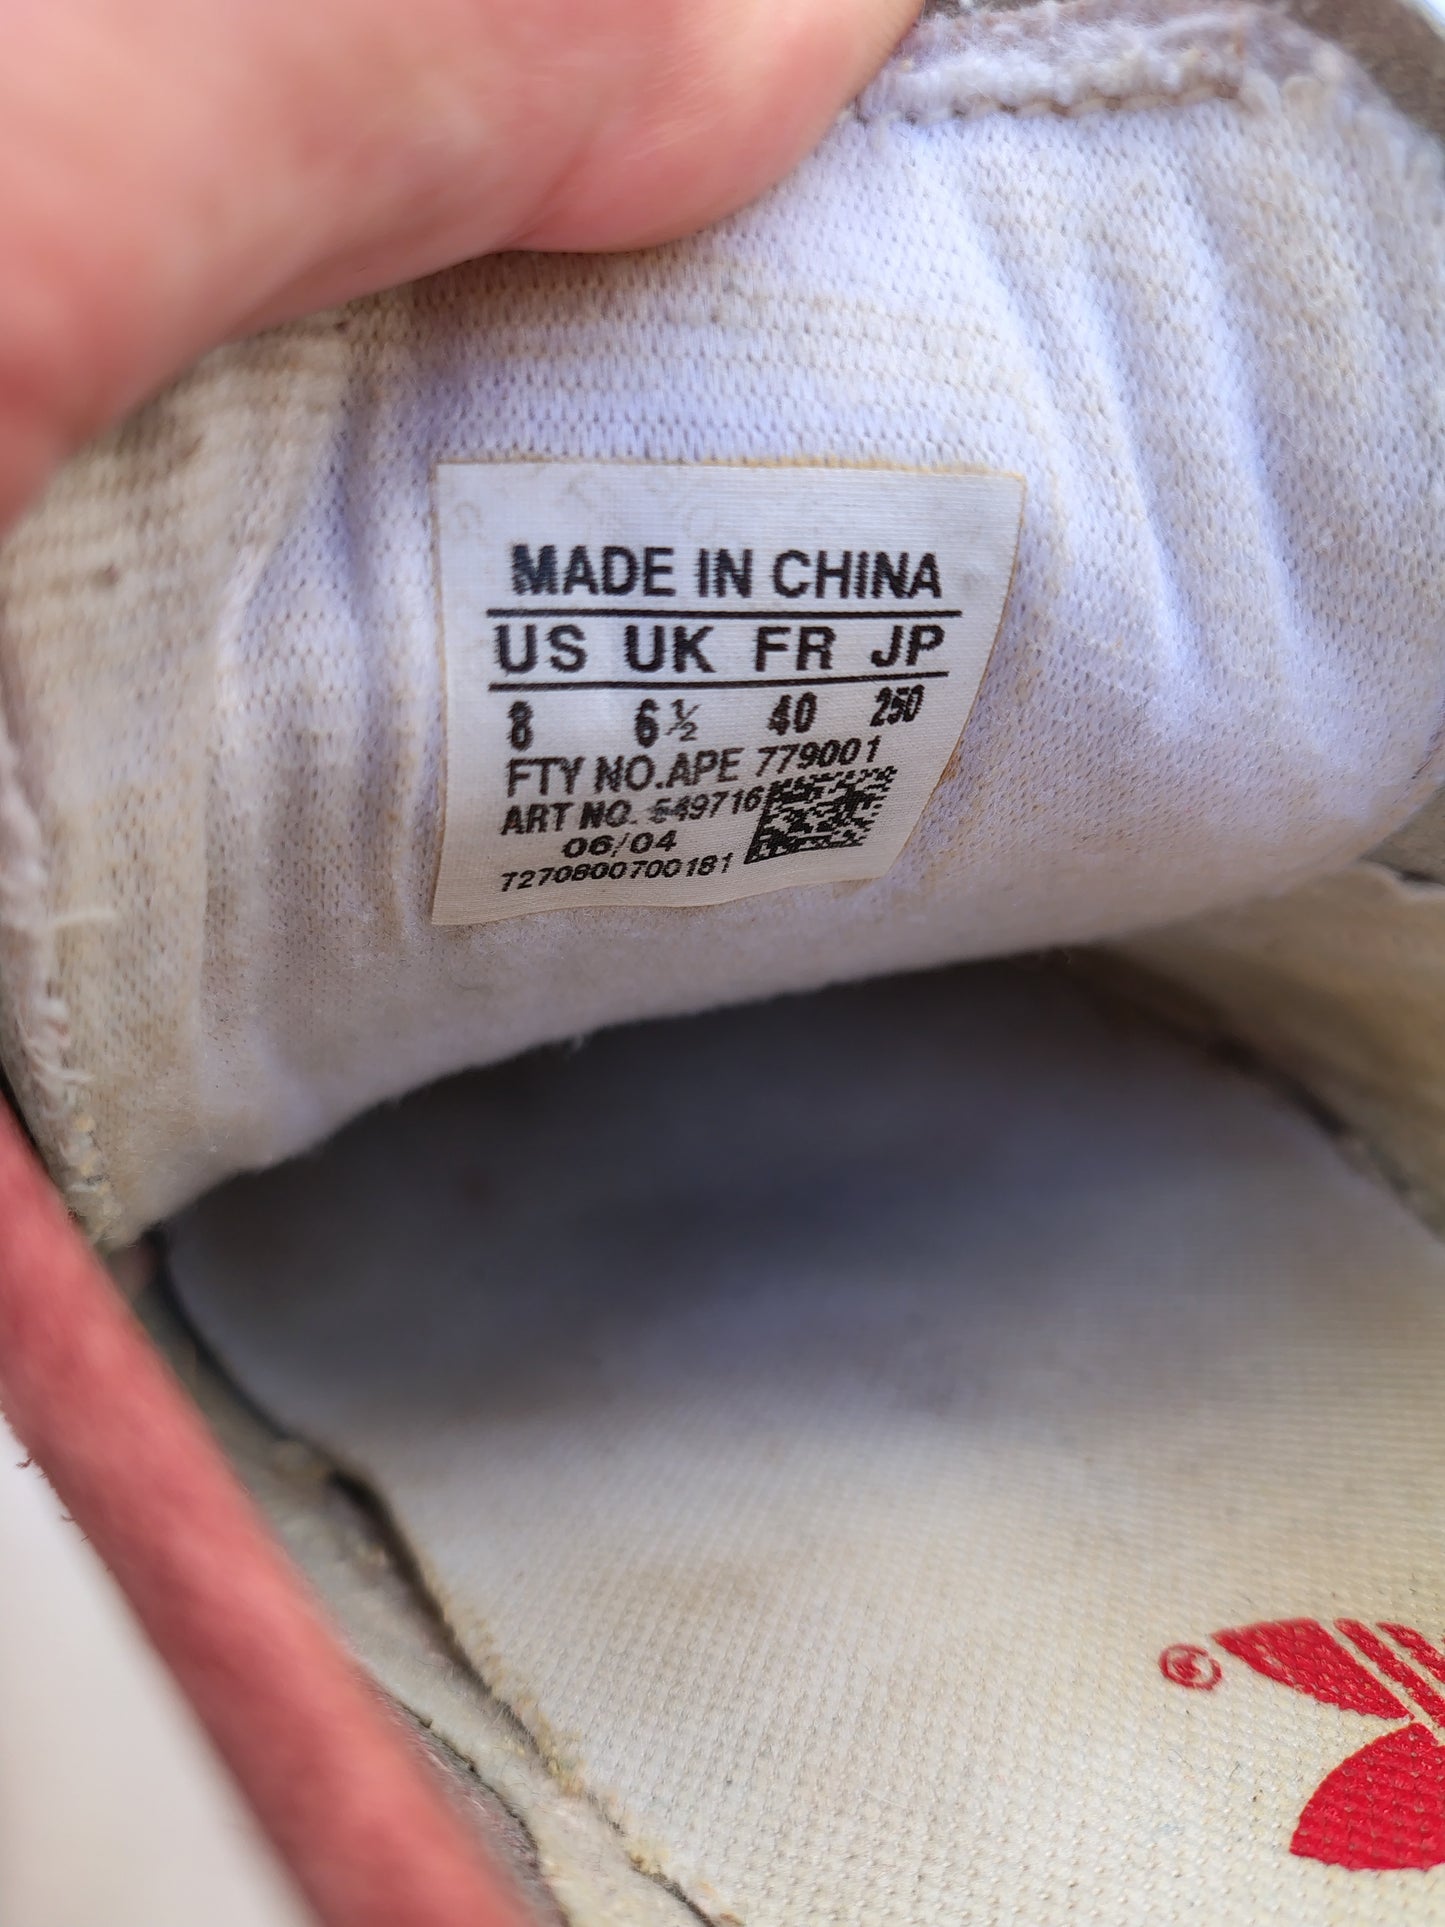 MADE IN CHINA
US UK FR JP
8 6½ 40 250
FTY NO.APE 779001
ART NO. 549716
06/04
7270800700181
®